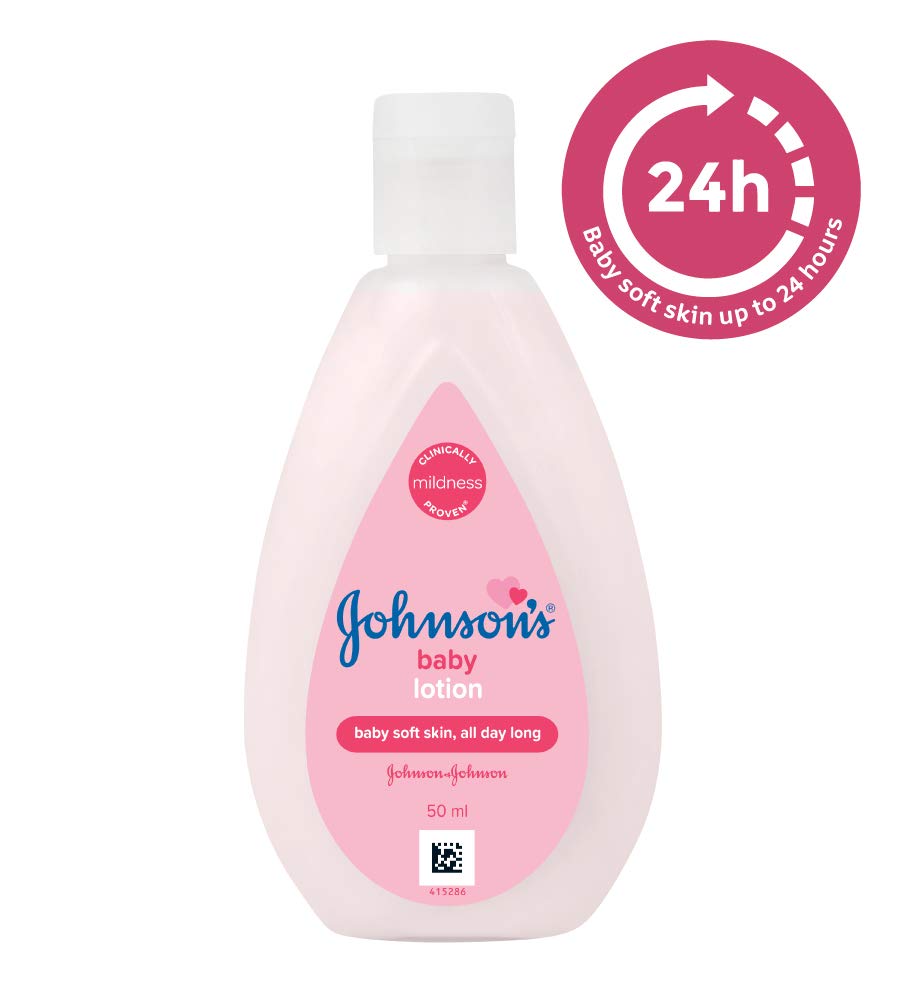 24h
Baby soft skin up to 24 hours
CLINICALLY
mildness
PROVEN®
Johnson's®
baby
lotion
baby soft skin, all day long
Johnson & Johnson
50 ml
415286